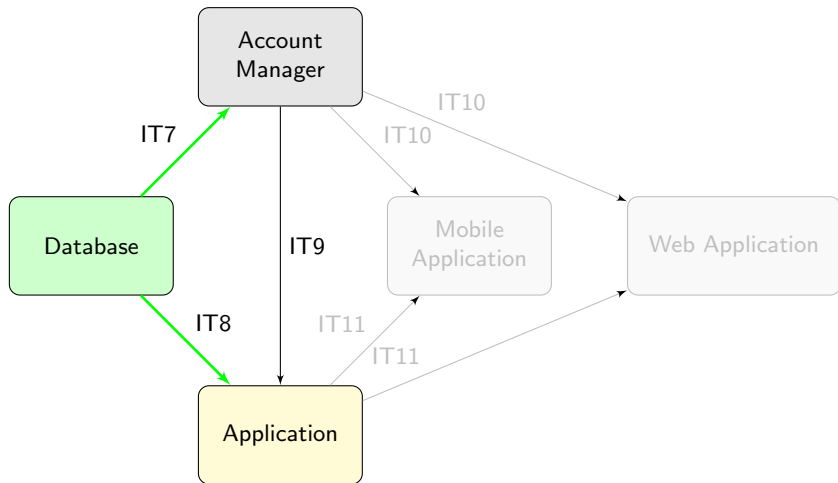 Account
Manager
IT10
IT7
IT10
Database
IT9
Mobile
Application
Web Application
IT8
IT11
IT11
Application